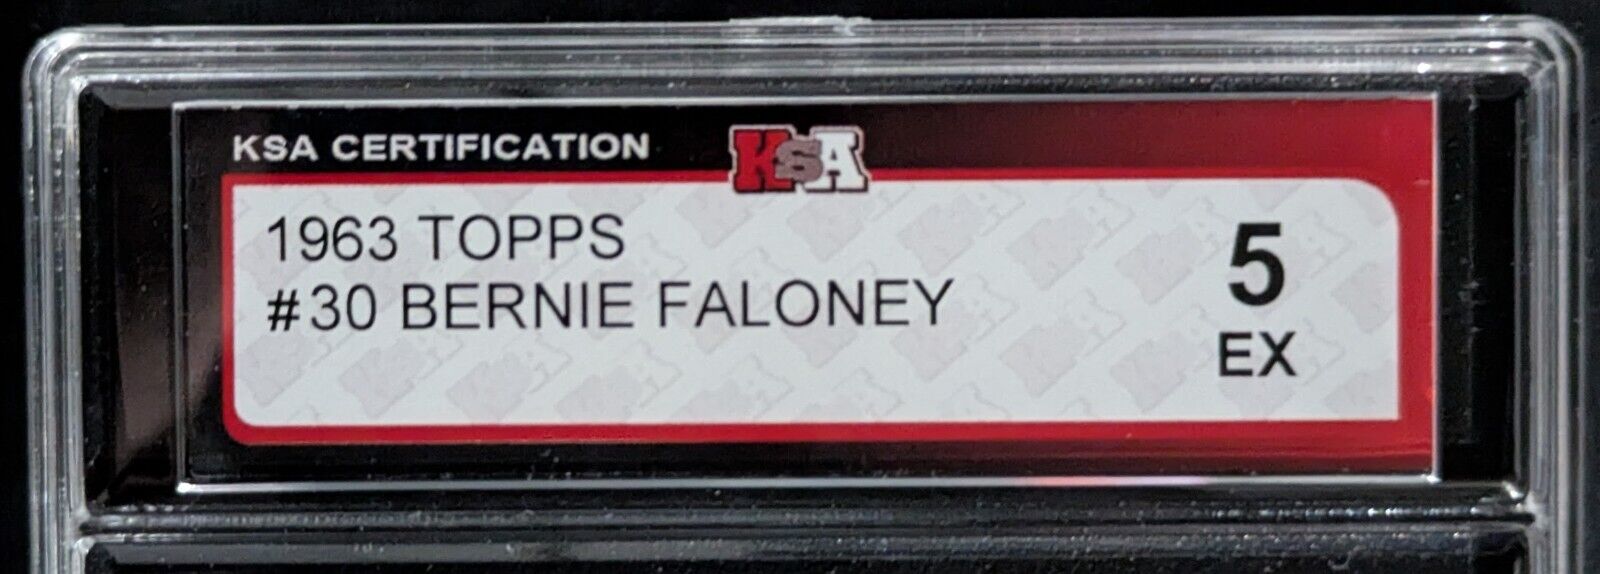 KSA CERTIFICATION KSA
1963 TOPPS
#30 BERNIE FALONEY
5
EX